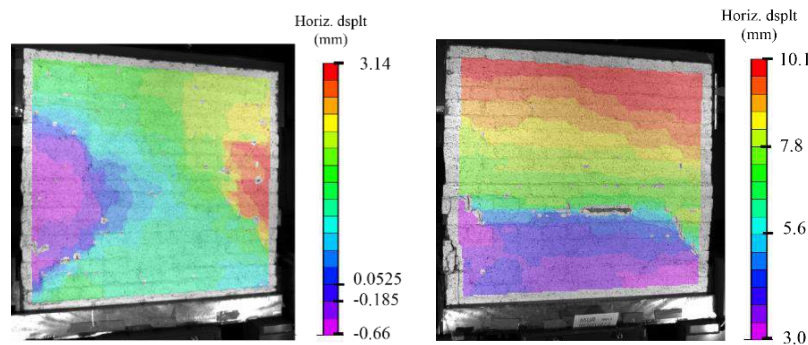 Horiz. dsplt
(mm)
3.14
0.0525
-0.185
-0.66
Horiz. dsplt
(mm)
10.1
7.8
5.6
3.0